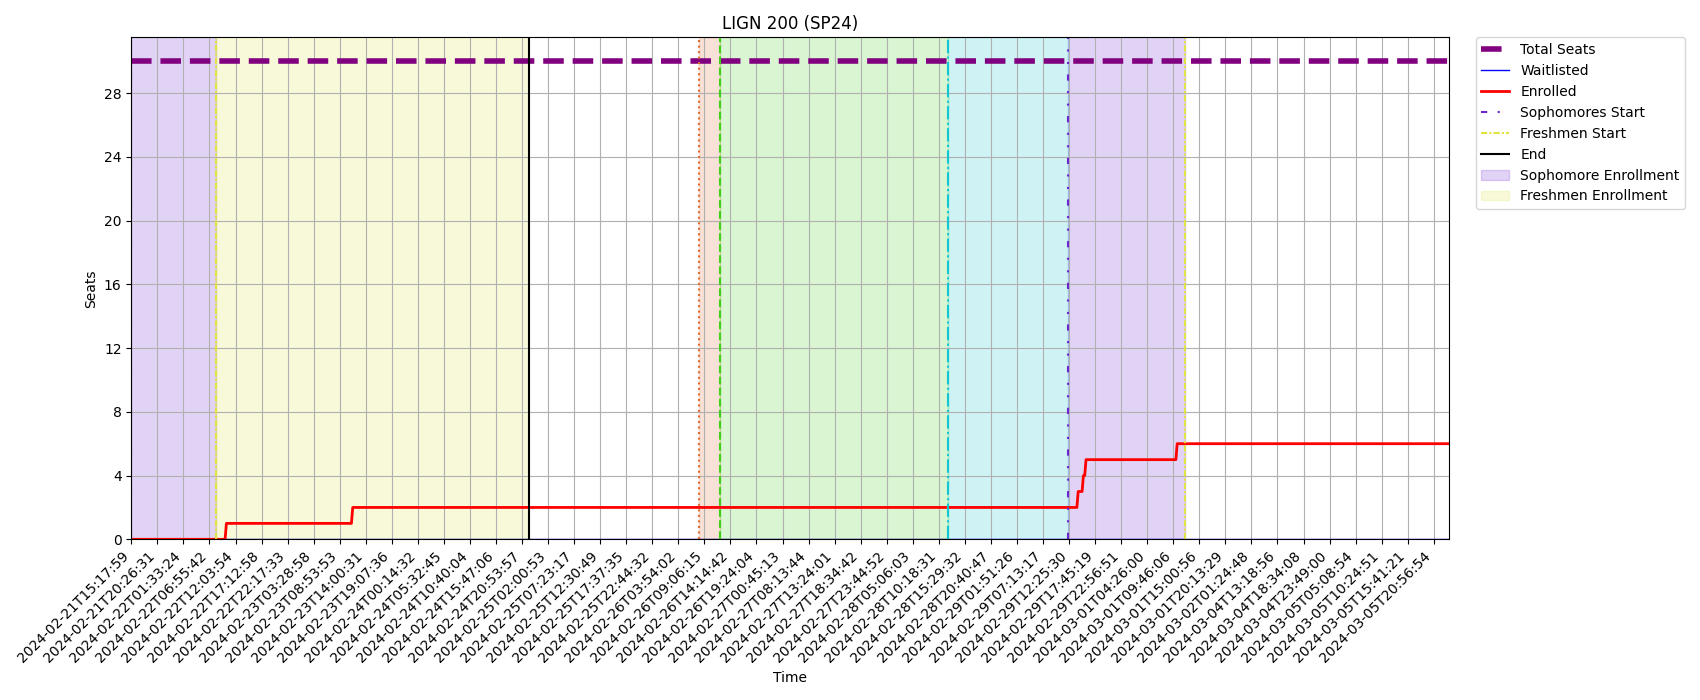 LIGN 200 (SP24)
Total Seats
Waitlisted
Enrolled
Sophomores Start
Freshmen Start
End
Sophomore Enrollment
Freshmen Enrollment
Seats
28
24
20
16
12
8
4
0
2024-02-21T15:17:59
2024-02-21T20:26:31
2024-02-22T01:33:24
2024-02-22T06:55:42
2024-02-22T12:03:54
2024-02-22T17:12:58
2024-02-22T22:17:33
2024-02-23T03:28:58
2024-02-23T08:53:53
2024-02-23T14:00:31
2024-02-23T19:07:36
2024-02-24T00:14:32
2024-02-24T05:32:45
2024-02-24T10:40:04
2024-02-24T15:47:06
2024-02-24T20:53:57
2024-02-25T02:00:53
2024-02-25T07:23:17
2024-02-25T12:30:49
2024-02-25T17:37:35
2024-02-25T22:44:32
2024-02-26T03:54:02
2024-02-26T09:06:15
2024-02-26T14:14:42
2024-02-26T19:24:04
2024-02-27T00:45:13
2024-02-27T08:13:44
2024-02-27T13:24:01
2024-02-27T18:34:42
2024-02-27T23:44:52
2024-02-28T05:06:03
2024-02-28T10:18:31
2024-02-28T15:29:32
2024-02-28T20:40:47
2024-02-29T01:51:26
2024-02-29T07:13:17
2024-02-29T12:25:30
2024-02-29T17:45:19
2024-02-29T22:56:51
2024-03-01T04:26:00
2024-03-01T09:46:06
2024-03-01T15:00:56
2024-03-01T20:13:29
2024-03-02T01:24:48
2024-03-04T13:18:56
2024-03-04T18:34:08
2024-03-04T23:49:00
2024-03-05T05:08:54
2024-03-05T10:24:51
2024-03-05T15:41:21
2024-03-05T20:56:54
Time